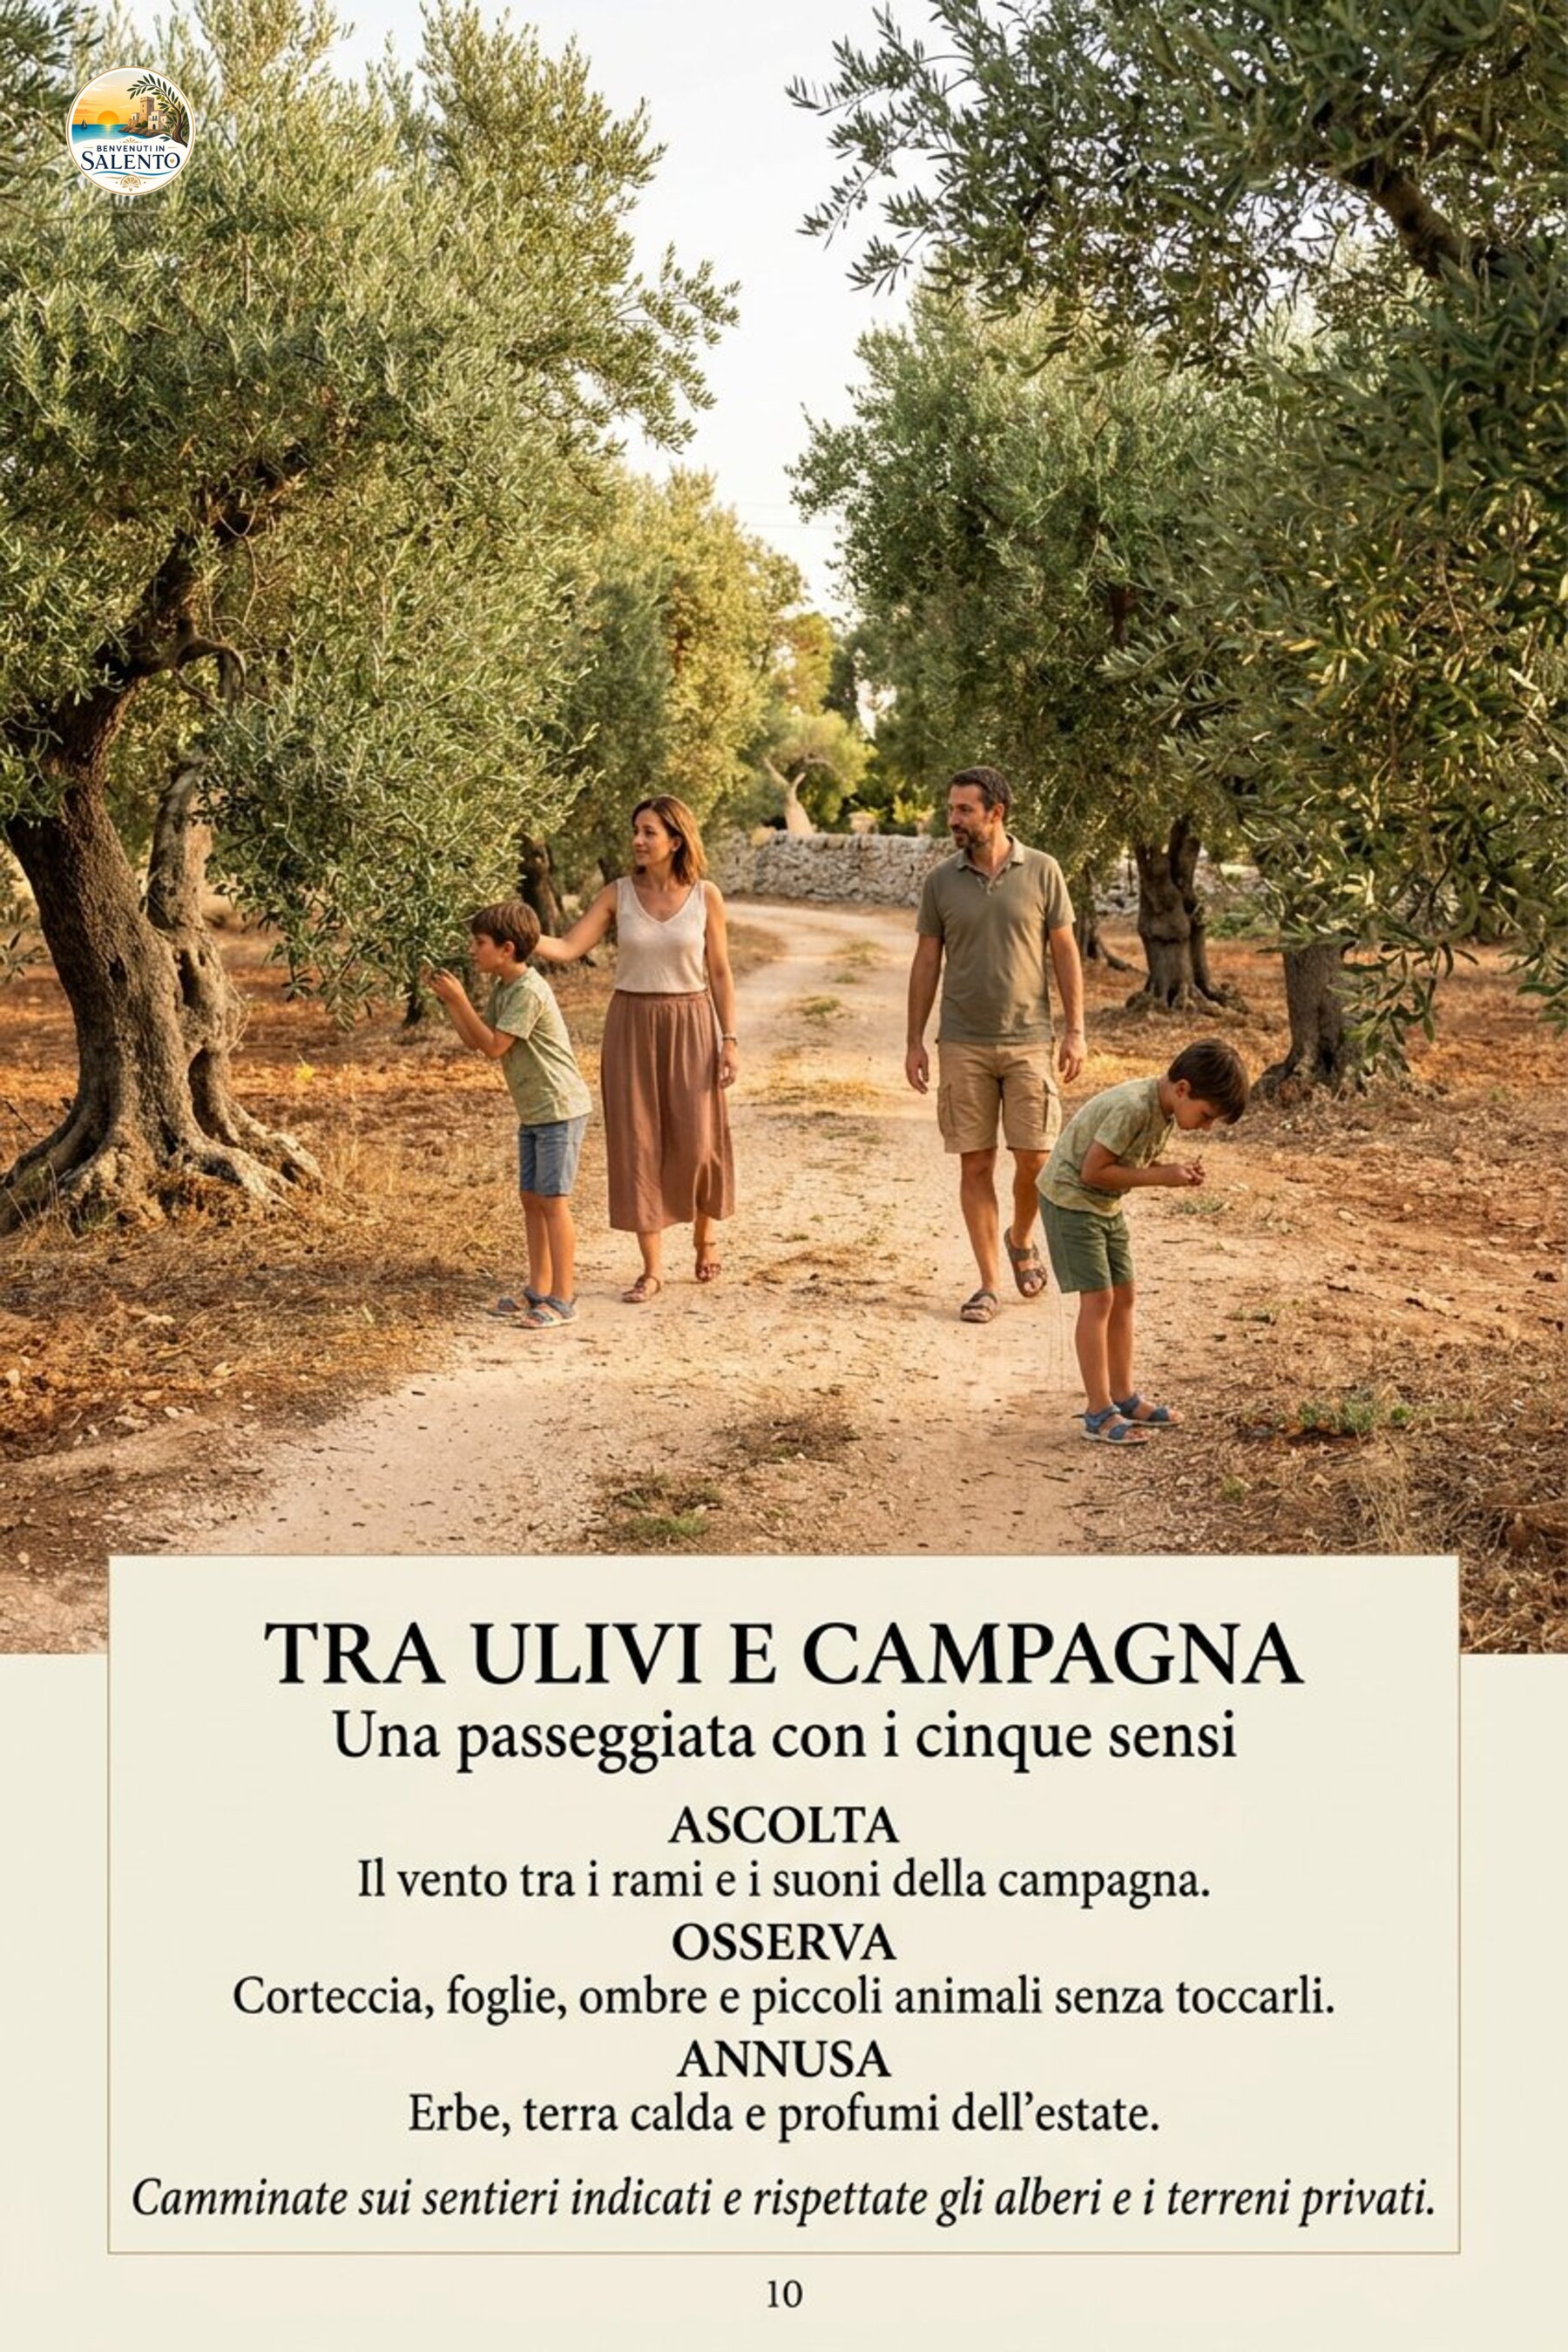 BENVENUTI IN
SALENTO
TRA ULIVI E CAMPAGNA
Una passeggiata con i cinque sensi
ASCOLTA
Il vento tra i rami e i suoni della campagna.
OSSERVA
Corteccia, foglie, ombre e piccoli animali senza toccarli.
ANNUSA
Erbe, terra calda e profumi dell’estate.
Camminate sui sentieri indicati e rispettate gli alberi e i terreni privati.
10